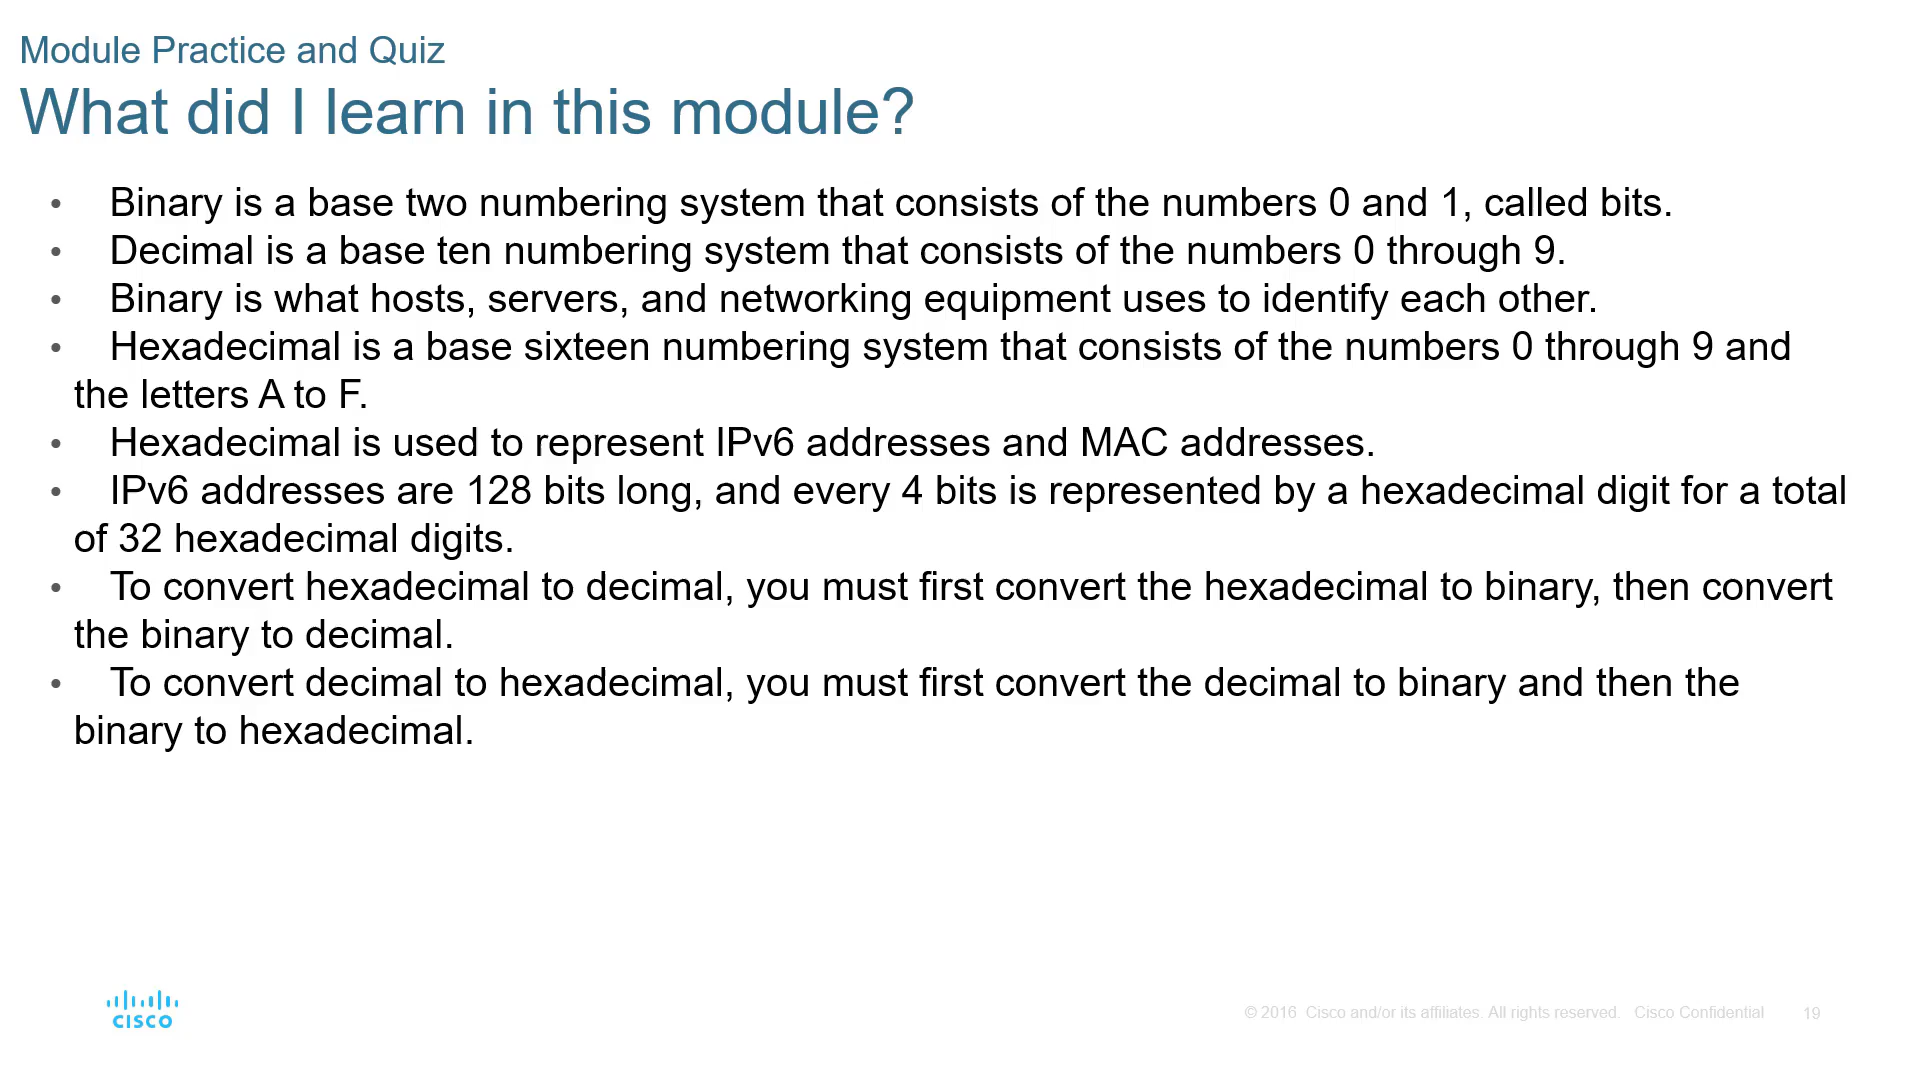 Module Practice and Quiz
What did I learn in this module?
• Binary is a base two numbering system that consists of the numbers 0 and 1, called bits.
• Decimal is a base ten numbering system that consists of the numbers 0 through 9.
• Binary is what hosts, servers, and networking equipment uses to identify each other.
• Hexadecimal is a base sixteen numbering system that consists of the numbers 0 through 9 and
the letters A to F.
• Hexadecimal is used to represent IPv6 addresses and MAC addresses.
• IPv6 addresses are 128 bits long, and every 4 bits is represented by a hexadecimal digit for a total
of 32 hexadecimal digits.
• To convert hexadecimal to decimal, you must first convert the hexadecimal to binary, then convert
the binary to decimal.
• To convert decimal to hexadecimal, you must first convert the decimal to binary and then the
binary to hexadecimal.
CISCO
© 2016 Cisco and/or its affiliates. All rights reserved. Cisco Confidential 19